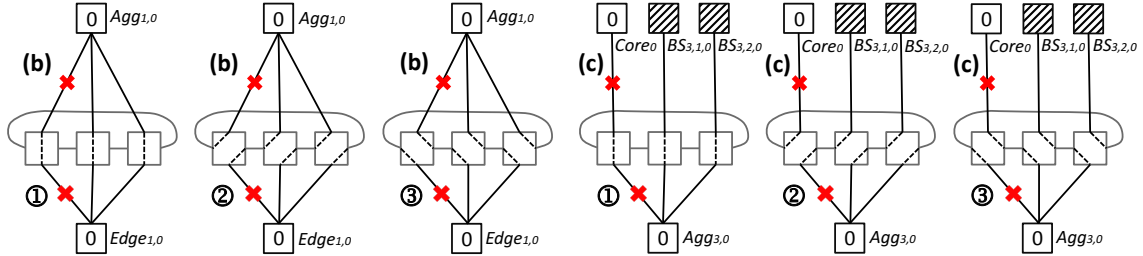 0 Agg1,0 0 Agg1,0 0 Agg1,0 0 0 0
Core0 BS3,1,0 BS3,2,0 Core0 BS3,1,0 BS3,2,0 Core0 BS3,1,0 BS3,2,0
(b) (b) (b) (c) (c) (c)
① ② ③ ① ② ③
0 Edge1,0 0 Edge1,0 0 Edge1,0 0 Agg3,0 0 Agg3,0 0 Agg3,0